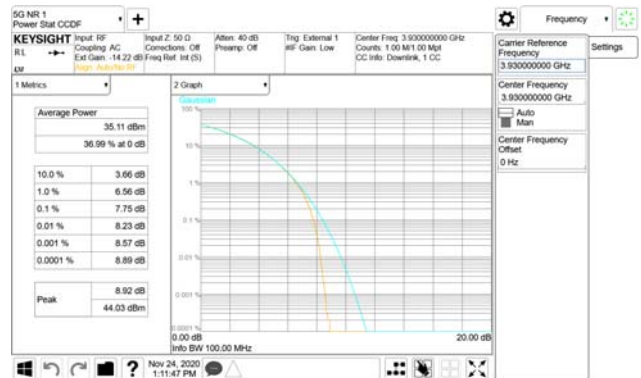 5G NR 1
Power Stat CCDF
Frequency
KEYSIGHT
RL
Input: RF
Coupling: AC
Ext Gain: -14.22 dB
Align: Auto/No RF
Input Z: 50 Ω
Corrections: Off
Freq Ref: Int (S)
Atten: 40 dB
Preamp: Off
Trig: External 1
#IF Gain: Low
Center Freq: 3.930000000 GHz
Counts: 1.00 M/1.00 Mpt
CC Info: Downlink, 1 CC
Carrier Reference
Frequency
3.930000000 GHz
Settings
Center Frequency
3.930000000 GHz
Auto
Man
Center Frequency
Offset
0 Hz
1 Metrics
Average Power
35.11 dBm
36.99 % at 0 dB
10.0 % 3.66 dB
1.0 % 6.56 dB
0.1 % 7.75 dB
0.01 % 8.23 dB
0.001 % 8.57 dB
0.0001 % 8.89 dB
Peak
8.92 dB
44.03 dBm
2 Graph
Gaussian
100 %
10 %
1 %
0.1 %
0.01 %
0.001 %
0.0001 %
0.00 dB
20.00 dB
Info BW 100.00 MHz
Nov 24, 2020
1:11:47 PM